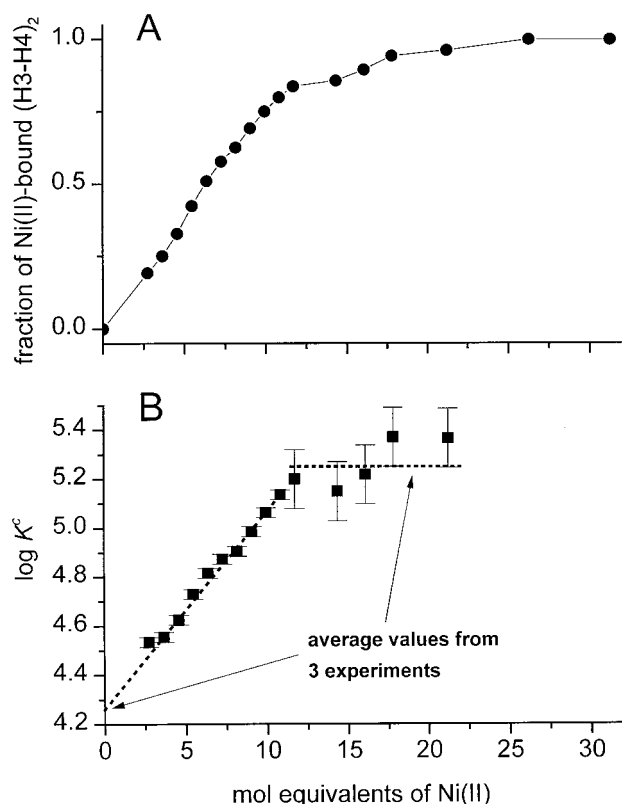 A
fraction of Ni(II)-bound (H3-H4)2
1.0
0.5
0.0
B
log Kc
5.4
5.2
5.0
4.8
4.6
4.4
4.2
average values from
3 experiments
0 5 10 15 20 25 30
mol equivalents of Ni(II)